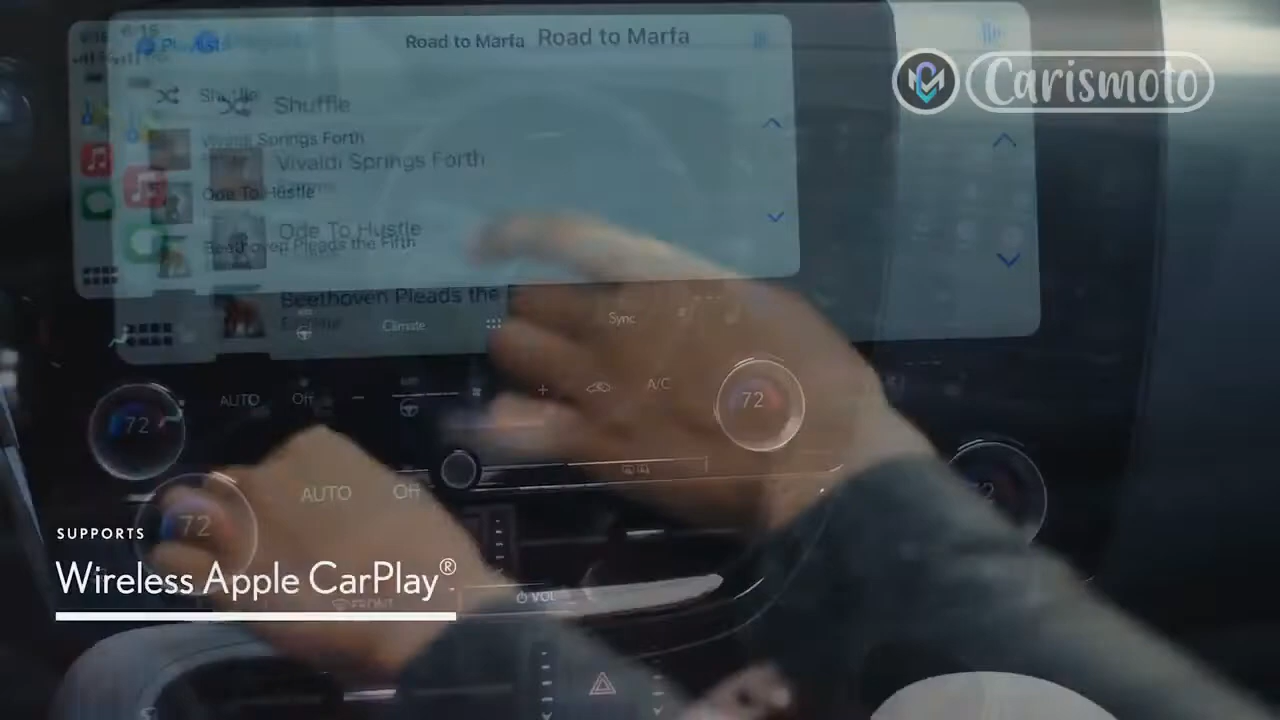 Playlists
Road to Marfa
Road to Marfa
Carismoto
Shuffle
Shuffle
Vivaldi Springs Forth
Vivaldi Springs Forth
Ode To Hustle
Ode To Hustle
Beethoven Pleads the Fifth
Beethoven Pleads the
Climate
Sync
AUTO
Off
A/C
72
72
AUTO
Off
72
SUPPORTS
Wireless Apple CarPlay®
FRONT
VOL